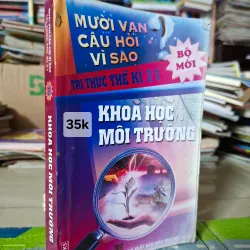 MƯỜI VẠN
CÂU HỎI
VÌ SAO
BỘ
MỚI
TRI THỨC THẾ KỈ 21
KHOA HỌC
35k
MÔI TRƯỜNG
KHOA HỌC MÔI TRƯỜNG